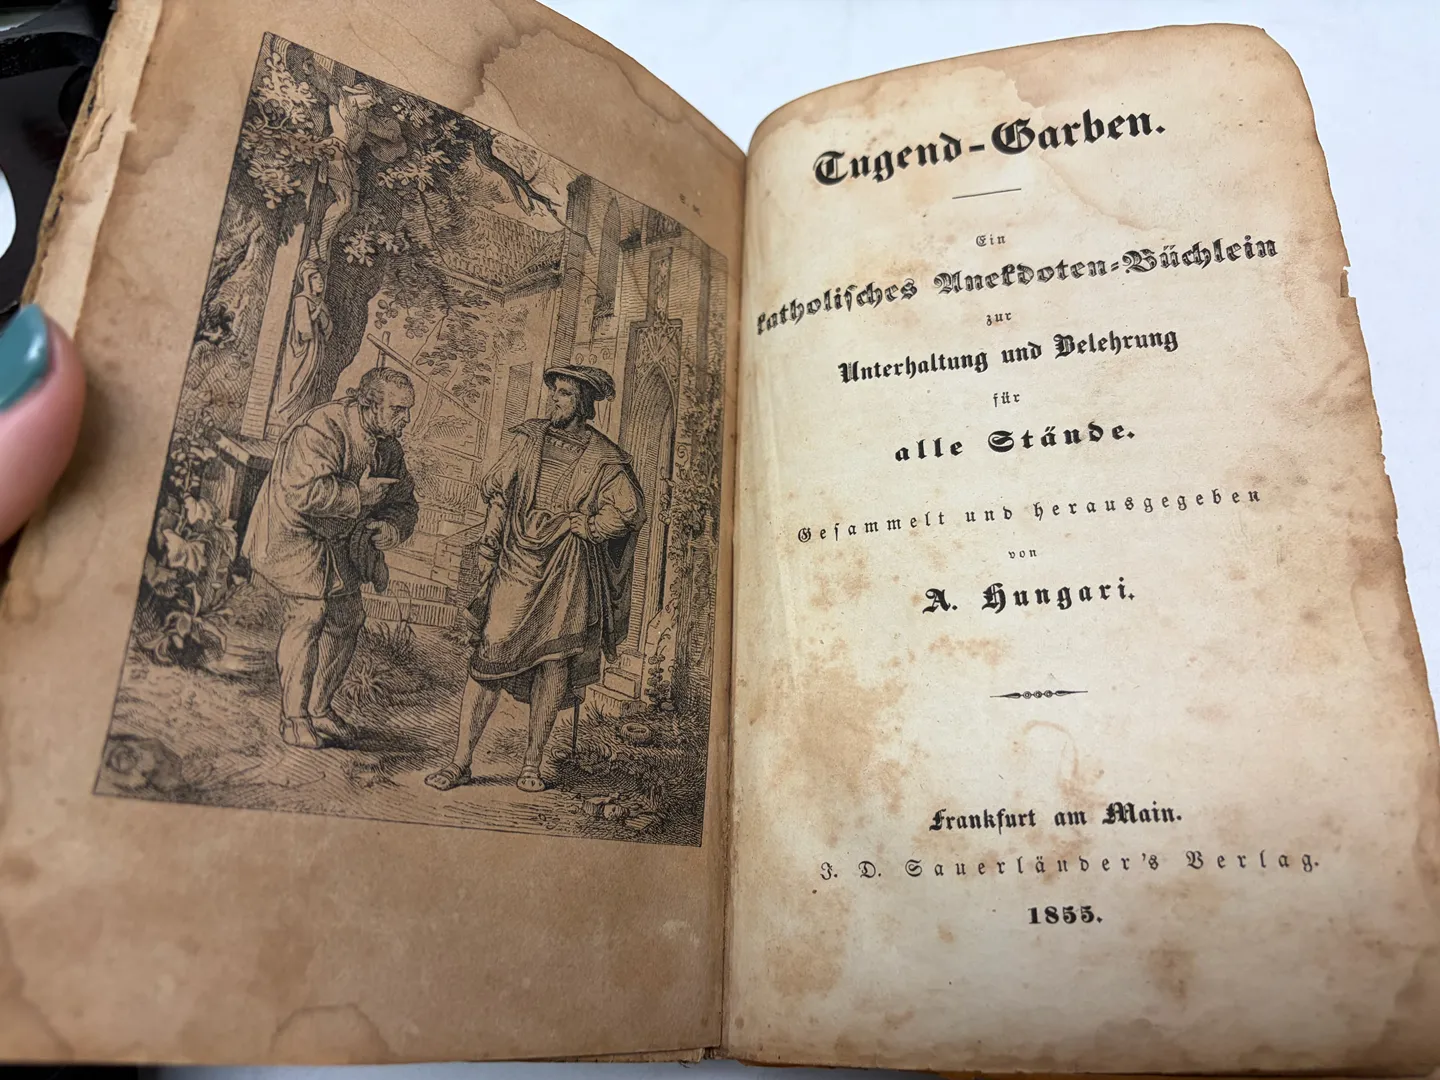 E. K.
Tugend-Garben.
Ein
katholisches Anekdoten-Büchlein
zur
Unterhaltung und Belehrung
für
alle Stände.
Gesammelt und herausgegeben
von
A. Hungari.
Frankfurt am Main.
J. D. Sauerländer's Verlag.
1855.